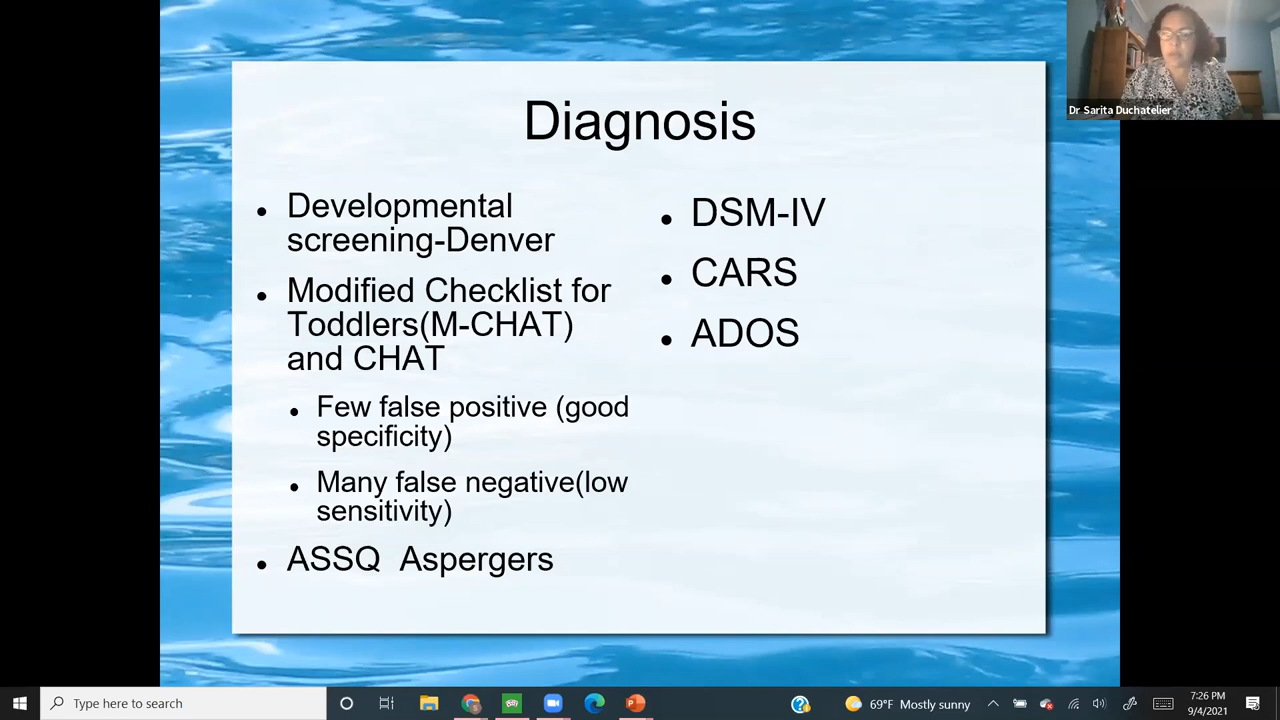 Diagnosis
Developmental
screening-Denver
Modified Checklist for
Toddlers(M-CHAT)
and CHAT
Few false positive (good
specificity)
Many false negative(low
sensitivity)
ASSQ  Aspergers
DSM-IV
CARS
ADOS
Dr Sarita Duchatelier
Type here to search
69°F Mostly sunny
7:26 PM
9/4/2021